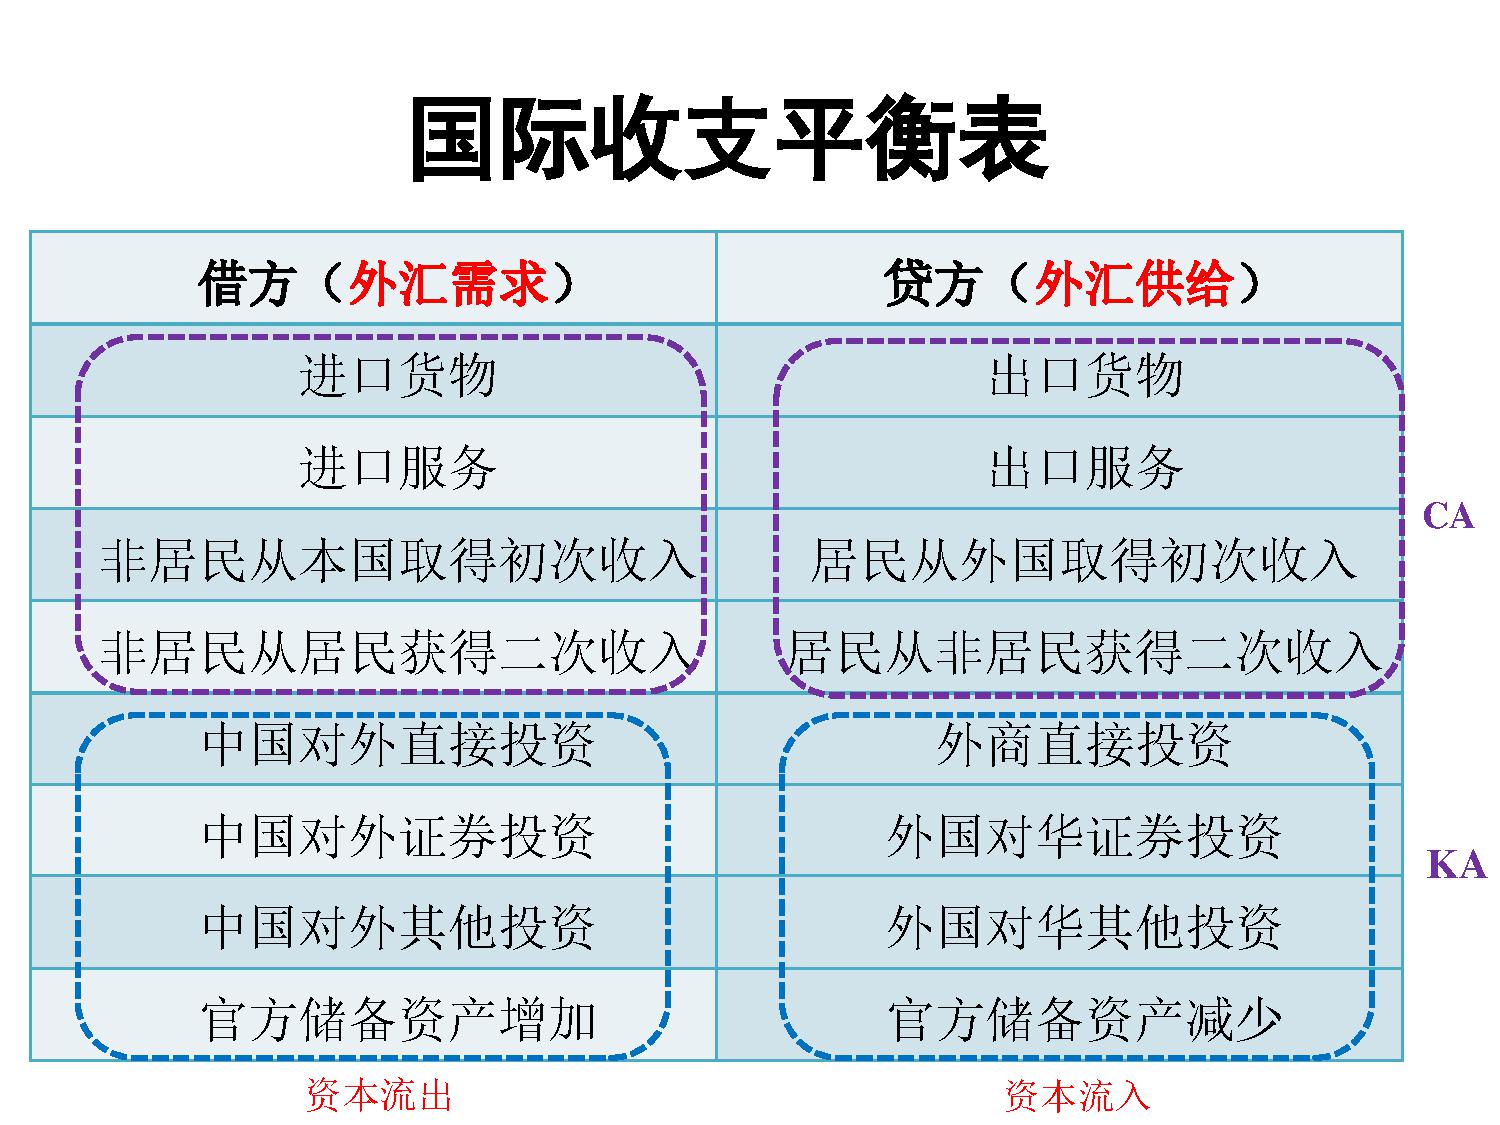 国际收支平衡表
借方（外汇需求） 贷方（外汇供给）
进口货物 出口货物
进口服务 出口服务
CA
非居民从本国取得初次收入 居民从外国取得初次收入
非居民从居民获得二次收入 居民从非居民获得二次收入
中国对外直接投资 外商直接投资
中国对外证券投资 外国对华证券投资
KA
中国对外其他投资 外国对华其他投资
官方储备资产增加 官方储备资产减少
资本流出 资本流入